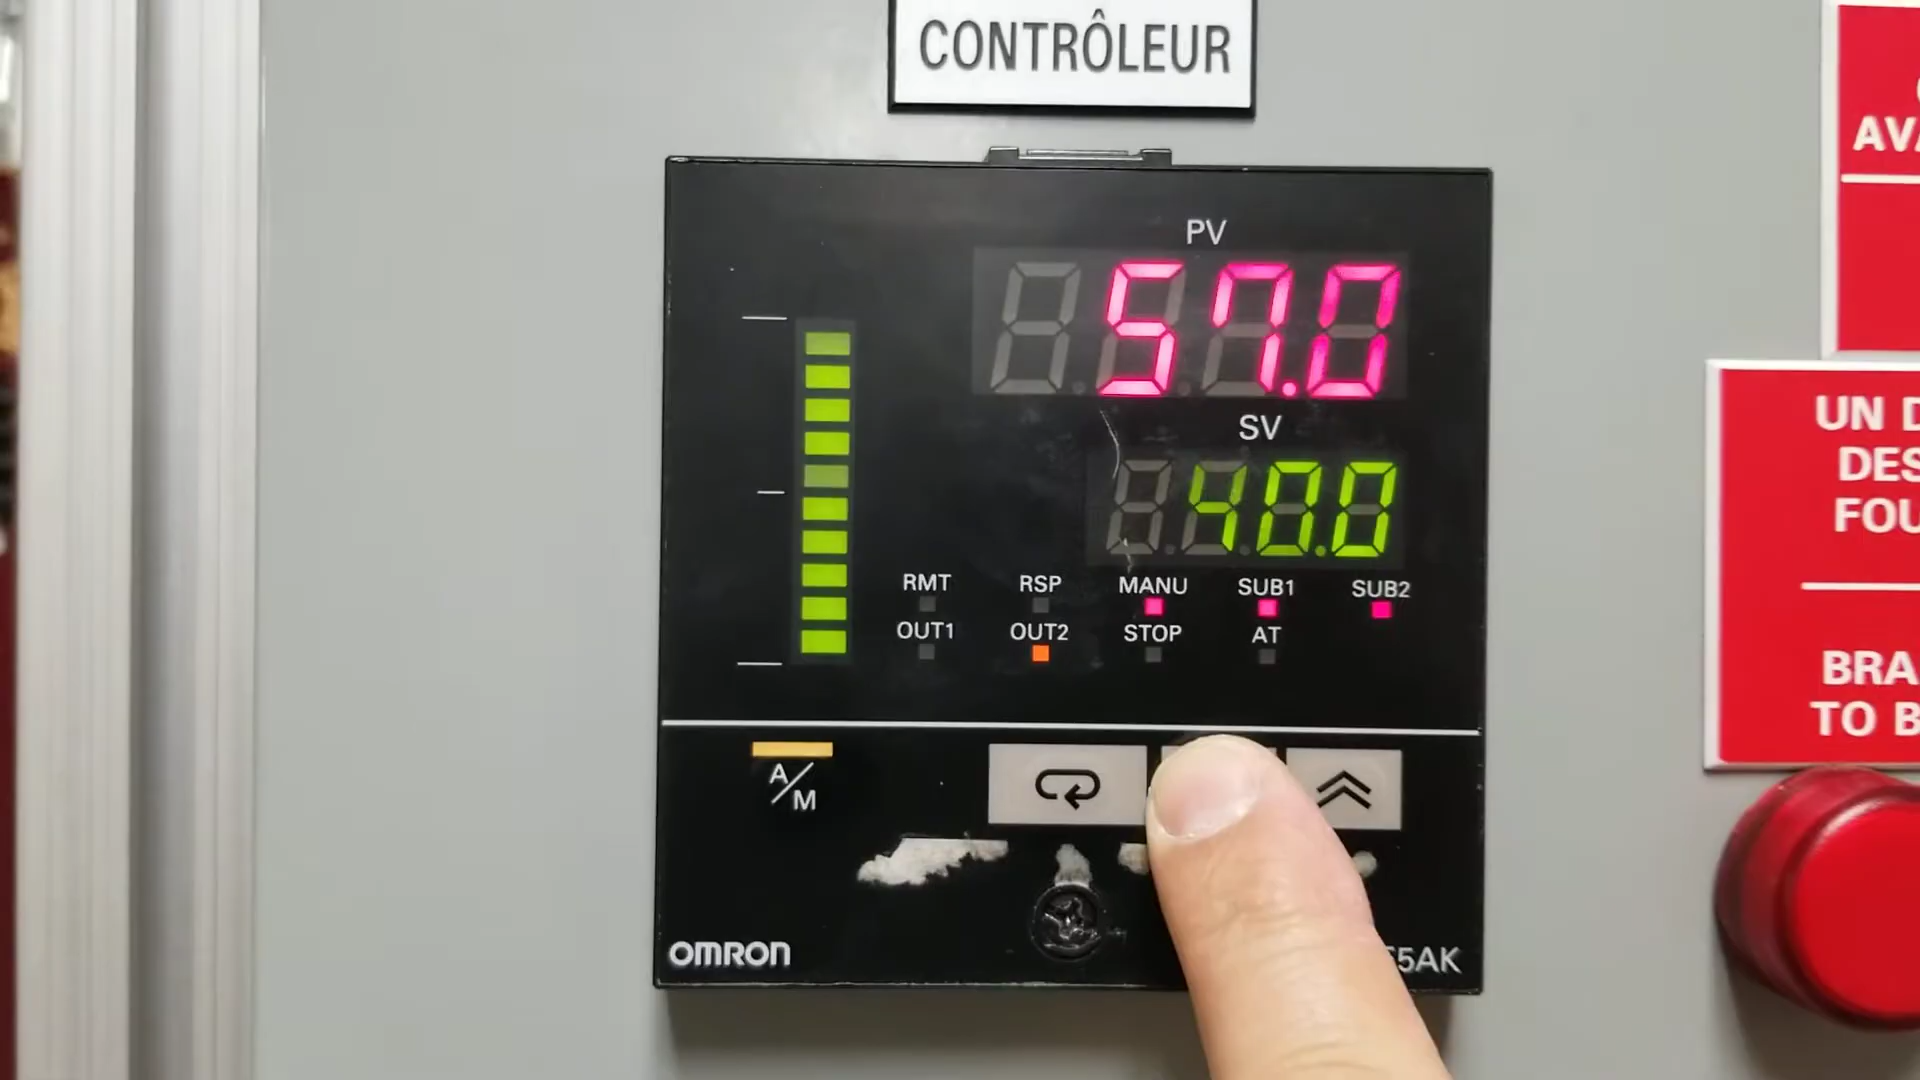 CONTRÔLEUR
PV
57.0
SV
40.0
RMT RSP MANU SUB1 SUB2
OUT1 OUT2 STOP AT
A/M
OMRON
5AK
AVA
UN D
DES
FOU
BRA
TO B